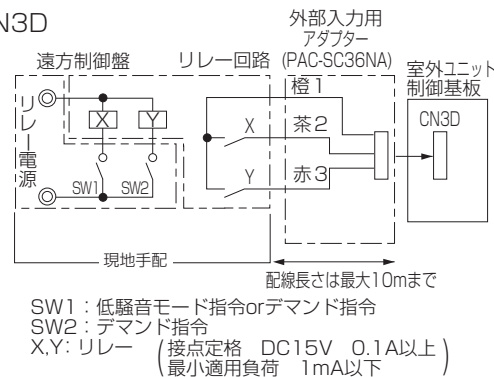 CN3D
外部入力用
アダプター
(PAC-SC36NA)
遠方制御盤
リレー回路
室外ユニット
制御基板
リレー電源
X
Y
SW1
SW2
X
Y
橙1
茶2
赤3
CN3D
現地手配
配線長さは最大10mまで
SW1:低騒音モード指令orデマンド指令
SW2:デマンド指令
X,Y:リレー (接点定格 DC15V 0.1A以上
最小適用負荷 1mA以下)